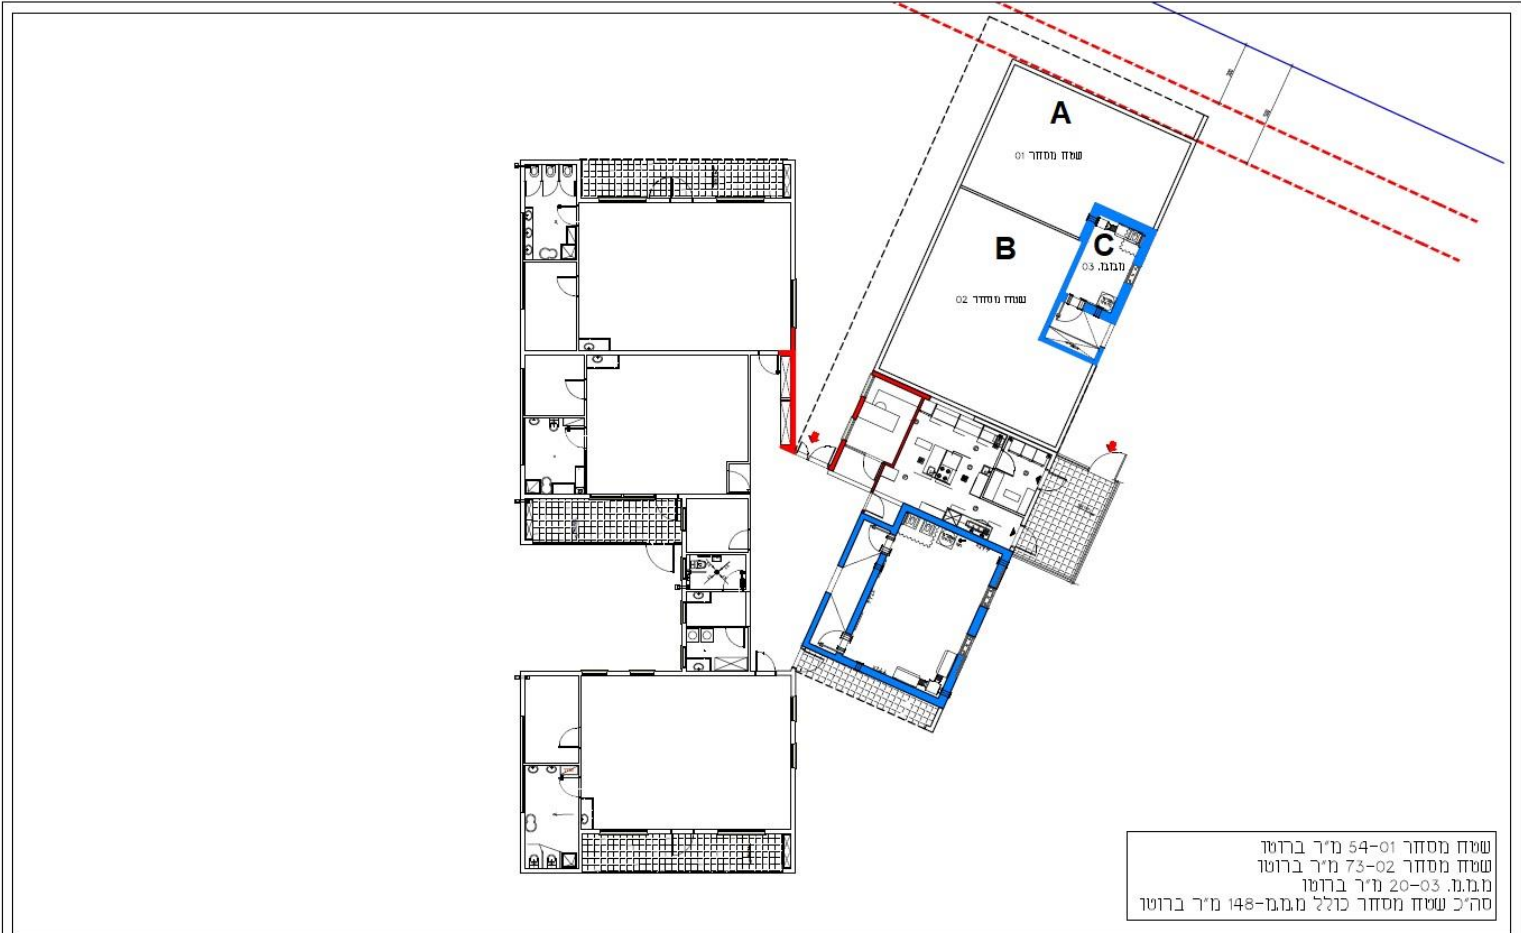 A
שטח מסחר 01
B
C
ממ.מ. 03
שטח מסחר 02
שטח מסחר 01-54 מ"ר ברוטו
שטח מסחר 02-73 מ"ר ברוטו
מ.מ.מ. 03-20 מ"ר ברוטו
סה"כ שטח מסחר כולל מ.מ.מ-148 מ"ר ברוטו